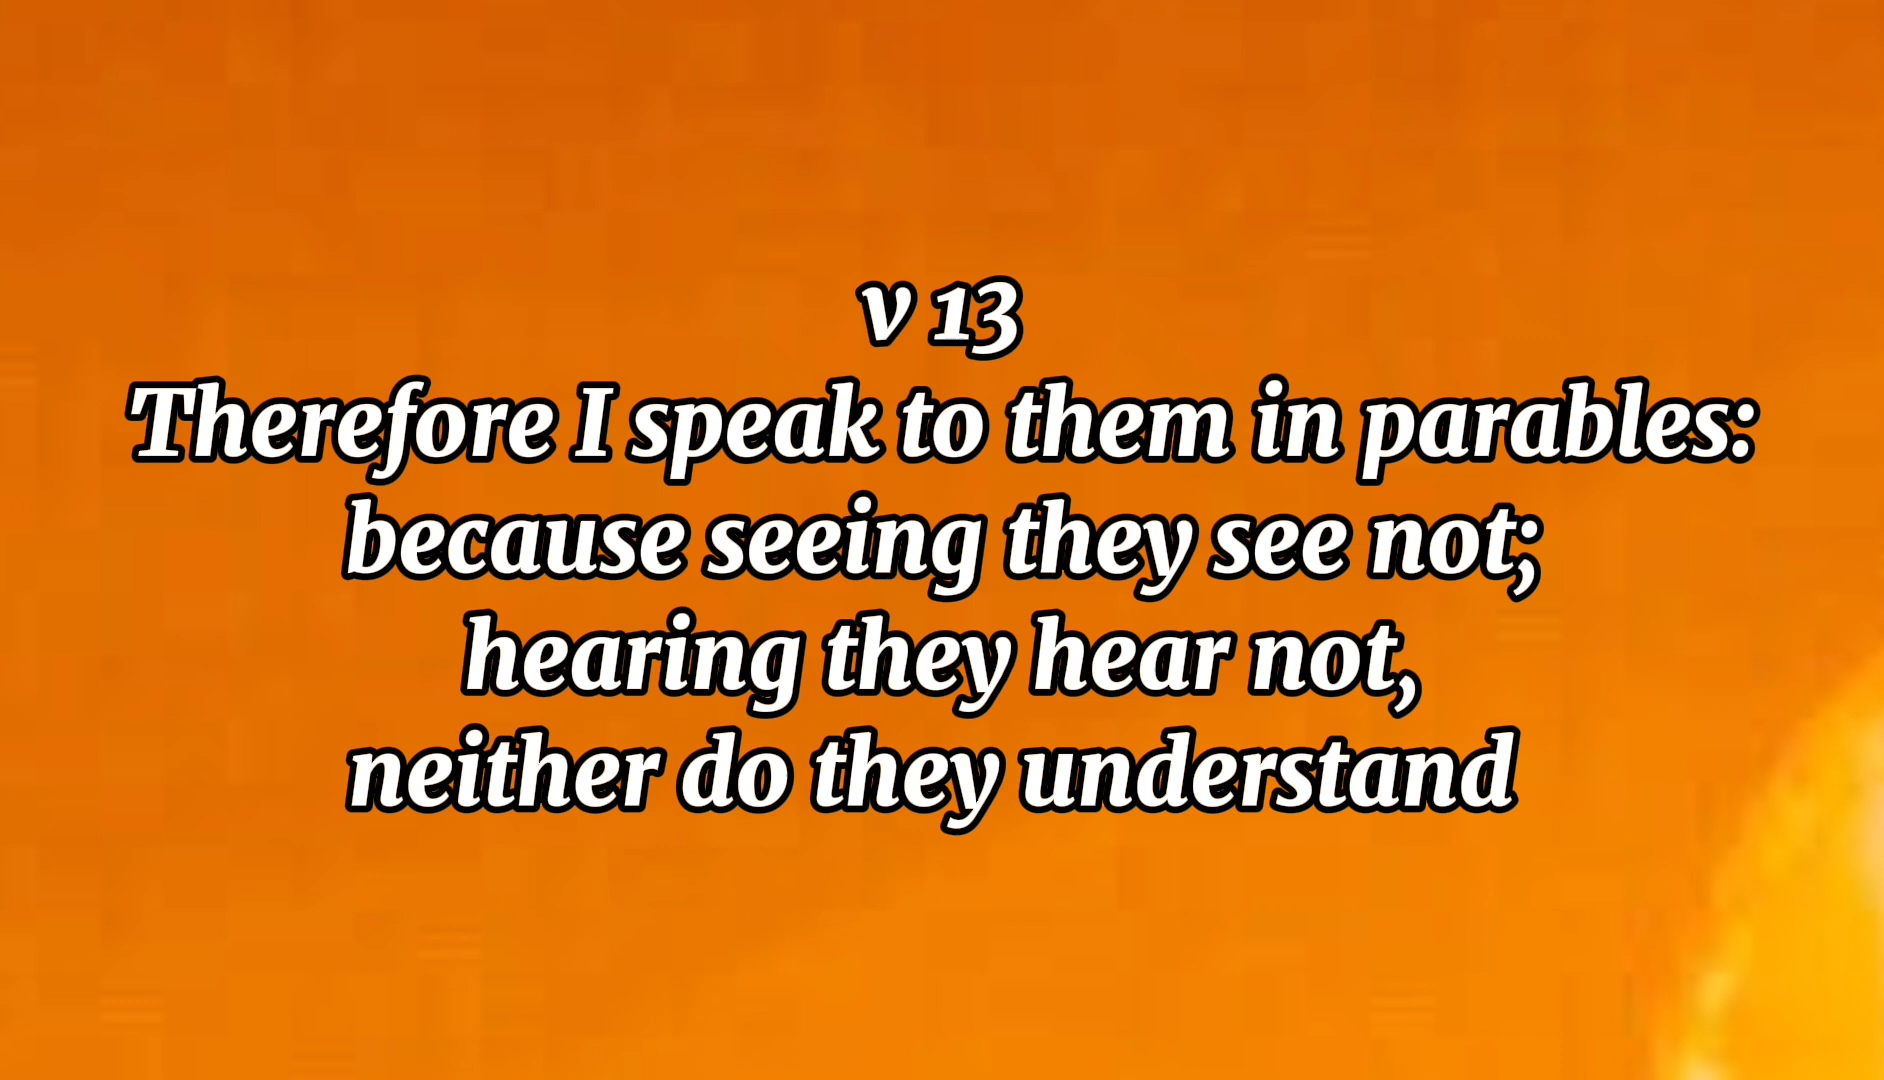 v 13
Therefore I speak to them in parables:
because seeing they see not;
hearing they hear not,
neither do they understand